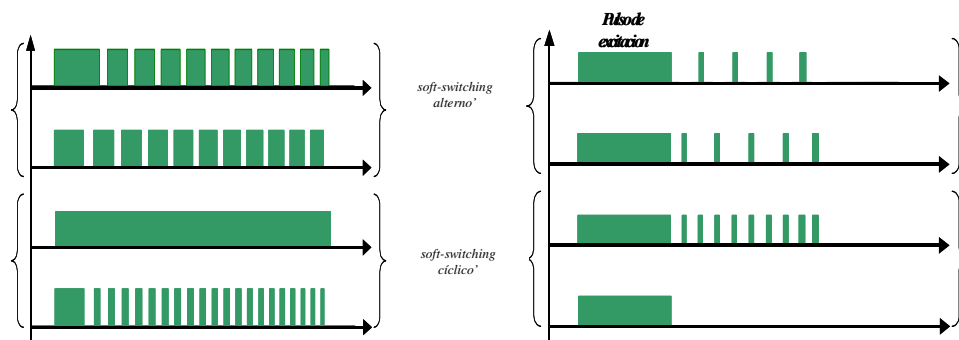 Pulso de
excitacion
soft-switching
alterno’
soft-switching
cíclico’